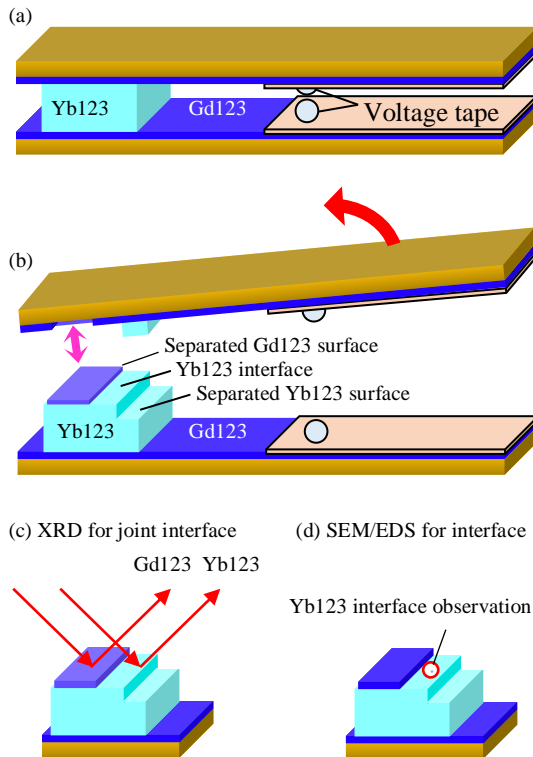 (a)
Yb123
Gd123
Voltage tape
(b)
Separated Gd123 surface
Yb123 interface
Separated Yb123 surface
Yb123
Gd123
(c) XRD for joint interface
Gd123 Yb123
(d) SEM/EDS for interface
Yb123 interface observation